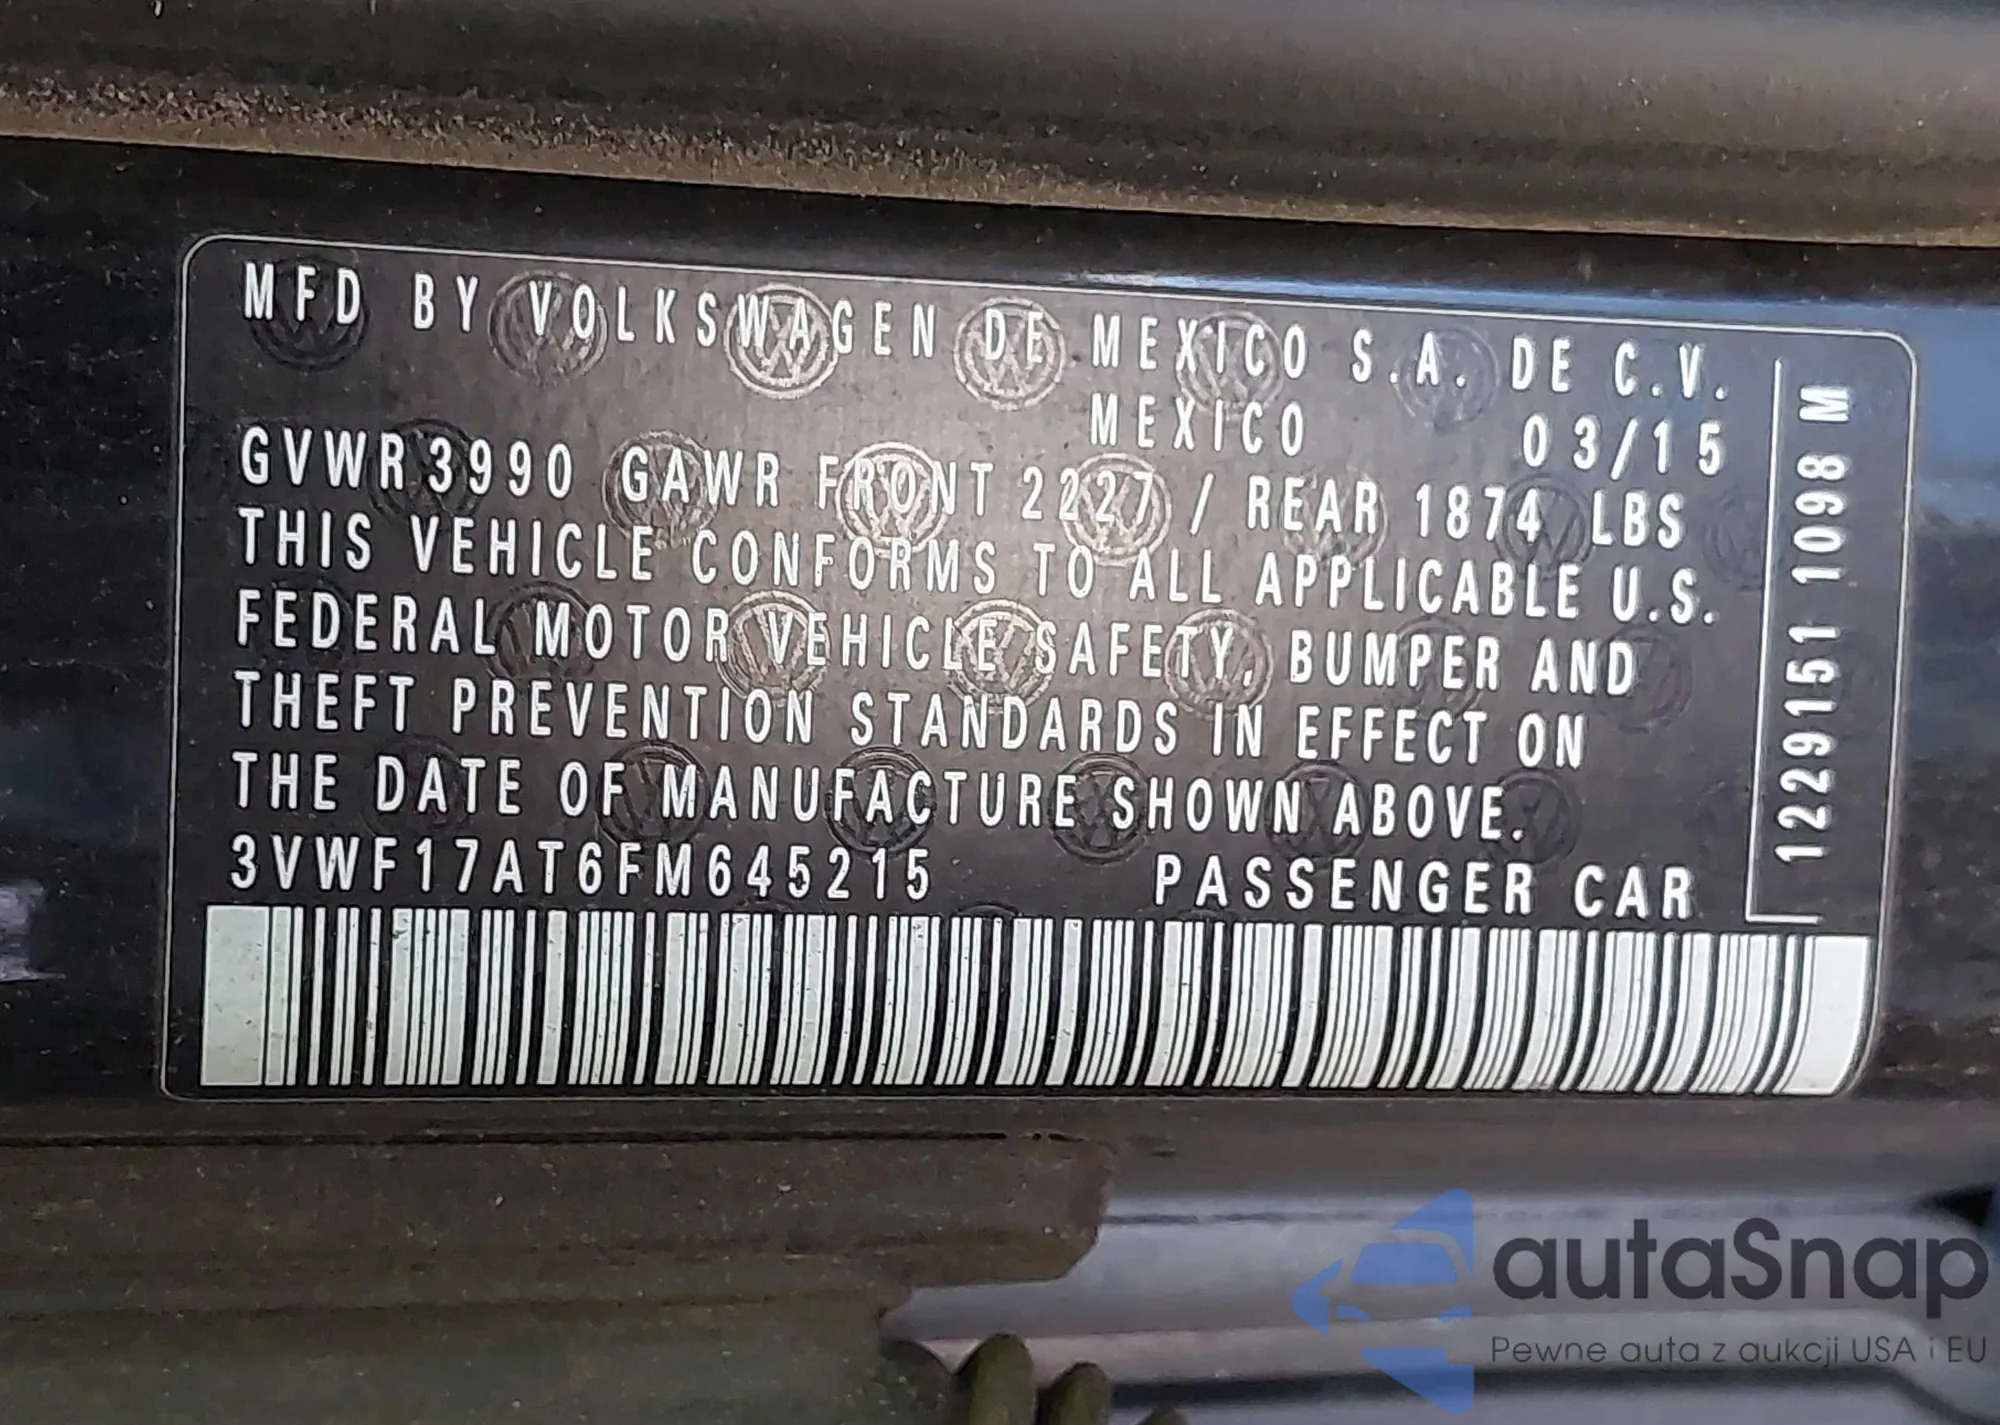 MFD BY VOLKSWAGEN DE MEXICO S.A. DE C.V.
MEXICO 03/15
GVWR 3990 GAWR FRONT 2227 / REAR 1874 LBS
THIS VEHICLE CONFORMS TO ALL APPLICABLE U.S.
FEDERAL MOTOR VEHICLE SAFETY, BUMPER AND
THEFT PREVENTION STANDARDS IN EFFECT ON
THE DATE OF MANUFACTURE SHOWN ABOVE.
3VWF17AT6FM645215 PASSENGER CAR
1229151 1098 M
autaSnap
Pewne auta z aukcji USA i EU